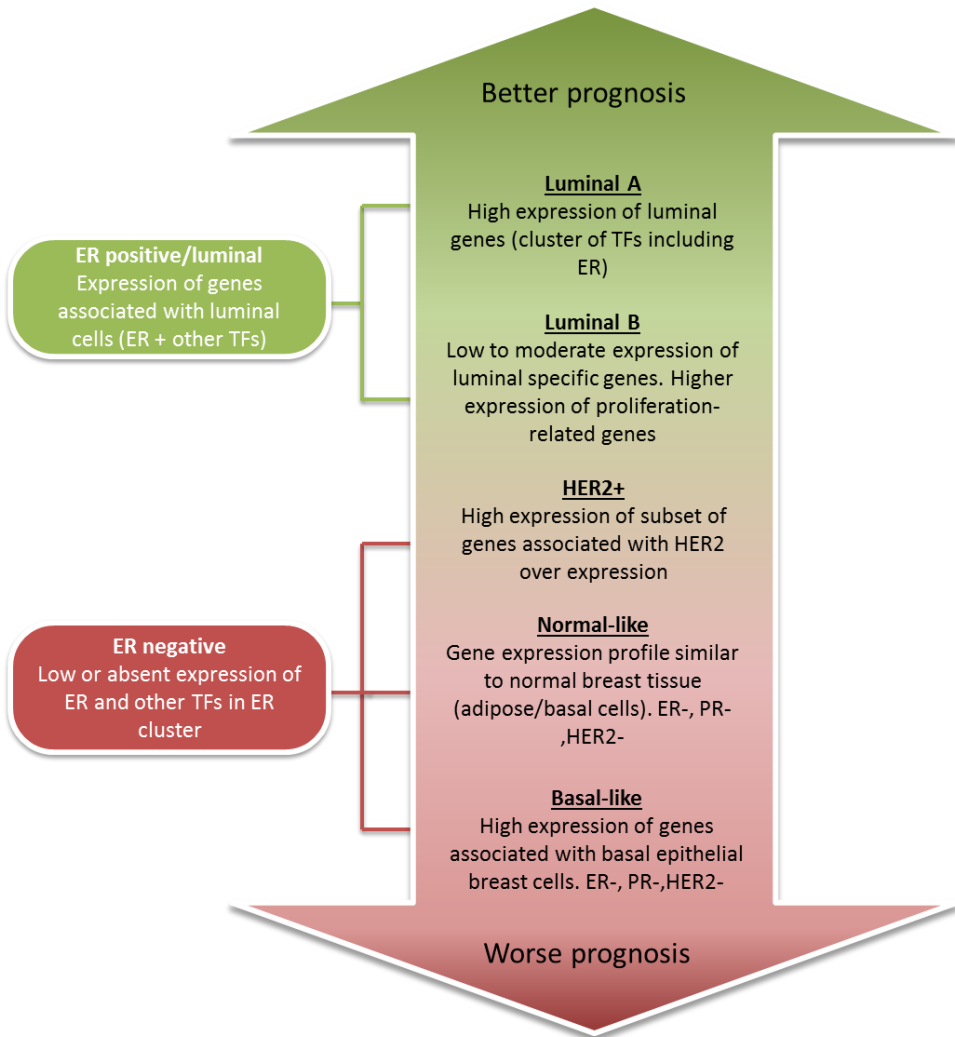 Better prognosis
Luminal A
High expression of luminal
genes (cluster of TFs including
ER)
ER positive/luminal
Expression of genes
associated with luminal
cells (ER + other TFs)
Luminal B
Low to moderate expression of
luminal specific genes. Higher
expression of proliferation-
related genes
HER2+
High expression of subset of
genes associated with HER2
over expression
ER negative
Low or absent expression of
ER and other TFs in ER
cluster
Normal-like
Gene expression profile similar
to normal breast tissue
(adipose/basal cells). ER-, PR-
,HER2-
Basal-like
High expression of genes
associated with basal epithelial
breast cells. ER-, PR-,HER2-
Worse prognosis